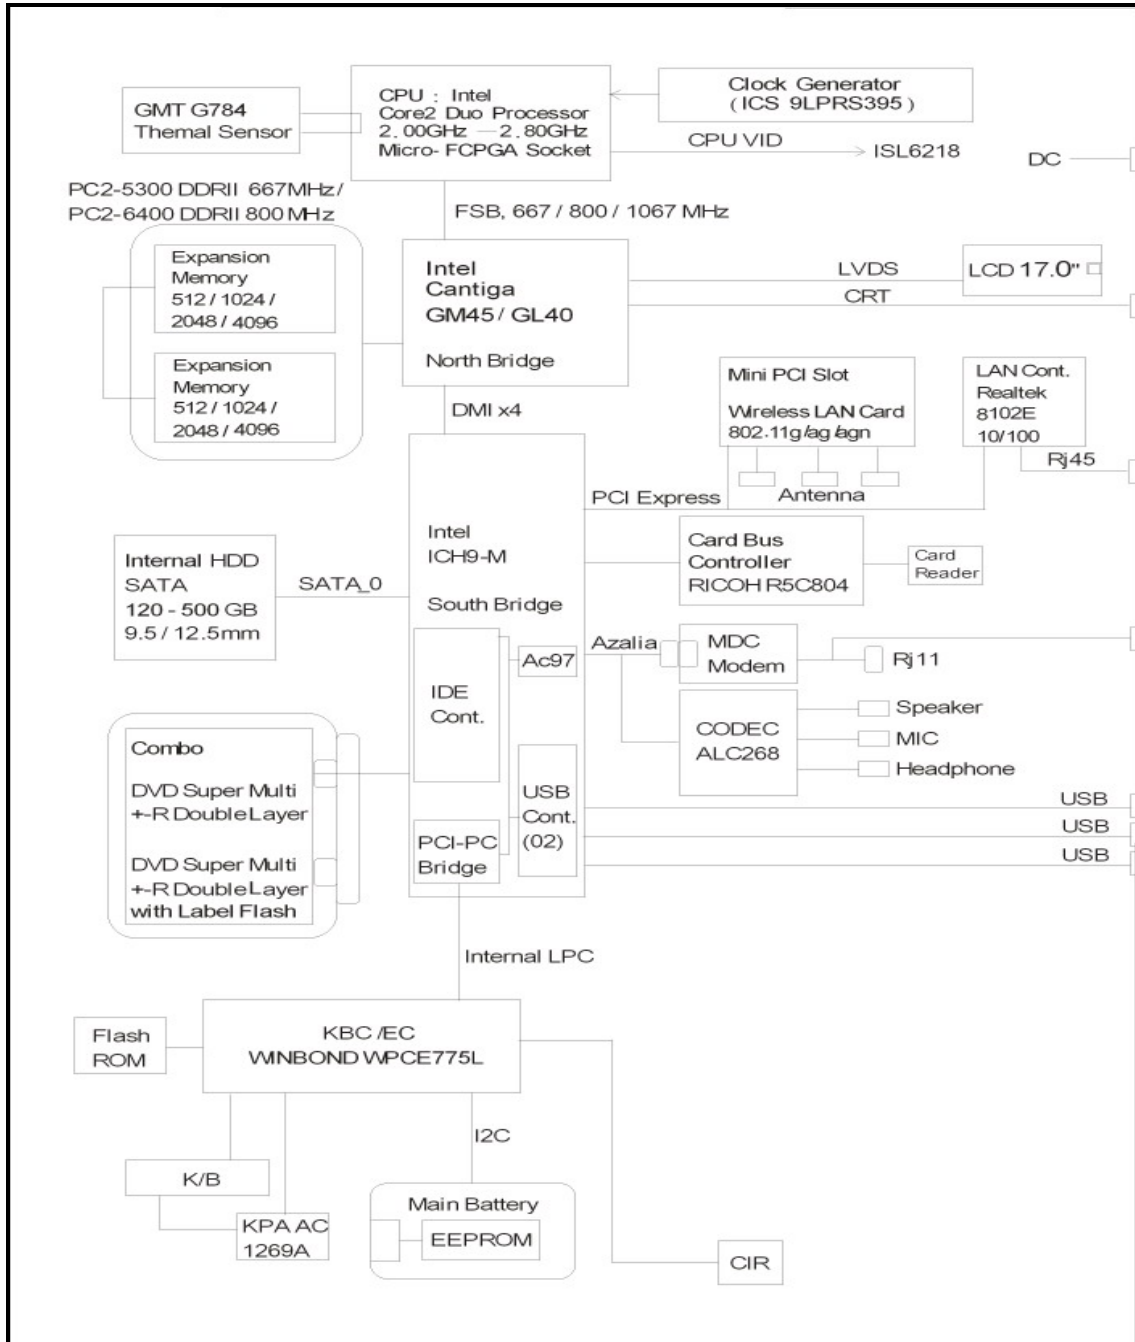 GMT G784
Themal Sensor
CPU : Intel
Core2 Duo Processor
2.00GHz — 2.80GHz
Micro- FCPGA Socket
Clock Generator
(ICS 9LPRS395)
CPU VID
ISL6218
DC
PC2-5300 DDRII 667MHz/
PC2-6400 DDRII 800 MHz
FSB, 667 / 800 / 1067 MHz
Expansion
Memory
512 / 1024 /
2048 / 4096
Expansion
Memory
512 / 1024 /
2048 / 4096
Intel
Cantiga
GM45 / GL40
North Bridge
LVDS
LCD 17.0"
CRT
DMI x4
Mini PCI Slot
Wireless LAN Card
802.11g/ag/agn
LAN Cont.
Realtek
8102E
10/100
Rj45
PCI Express
Antenna
Intel
ICH9-M
South Bridge
Card Bus
Controller
RICOH R5C804
Card
Reader
Internal HDD
SATA
120 - 500 GB
9.5 / 12.5mm
SATA_0
IDE
Cont.
Ac97
Azalia
MDC
Modem
Rj11
CODEC
ALC268
Speaker
MIC
Headphone
Combo
DVD Super Multi
+-R Double Layer
DVD Super Multi
+-R Double Layer
with Label Flash
USB
Cont.
(02)
PCI-PC
Bridge
USB
USB
USB
Internal LPC
Flash
ROM
KBC /EC
WINBOND WPCE775L
I2C
K/B
KPA AC
1269A
Main Battery
EEPROM
CIR